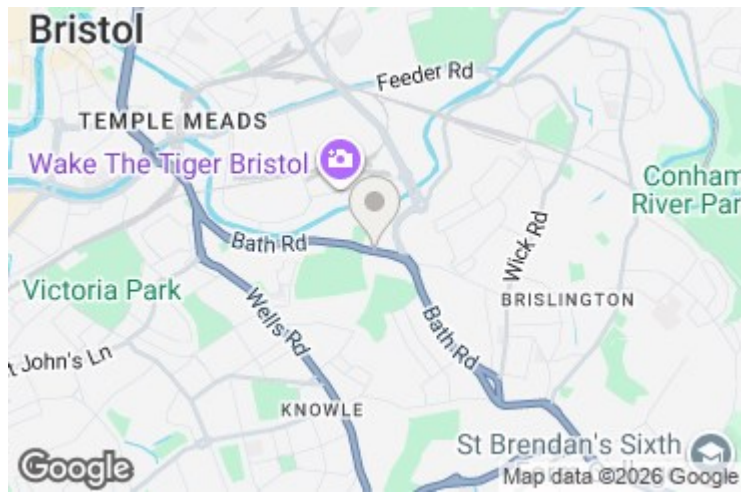 Bristol
Feeder Rd
TEMPLE MEADS
Wake The Tiger Bristol
Conham
River Par
Bath Rd
Wick Rd
Victoria Park
BRISLINGTON
Wells Rd
Bath Rd
t John's Ln
KNOWLE
St Brendan's Sixth
Google
Map data ©2026 Google